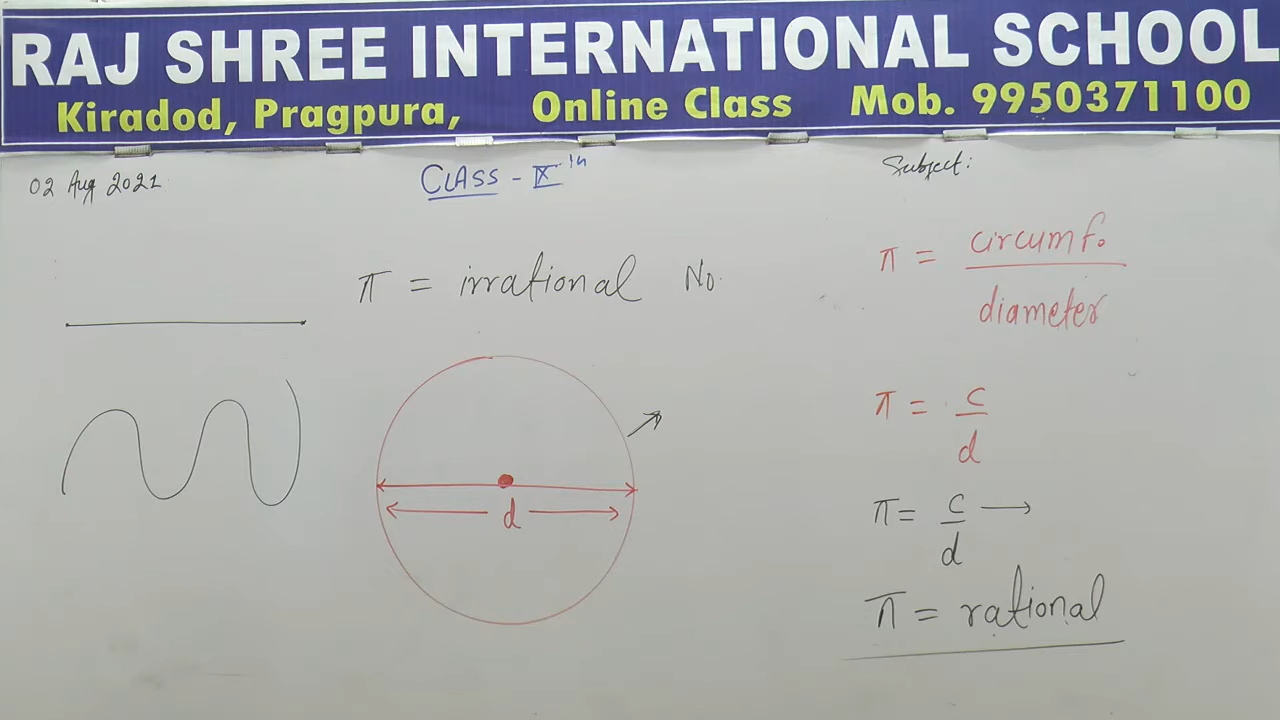 RAJ SHREE INTERNATIONAL SCHOOL
Kiradod, Pragpura, Online Class Mob. 9950371100
02 Aug 2021
CLASS - X th
Subject:
π = irrational No.
π = circumf. / diameter
d
π = c / d
π = c / d →
π = rational